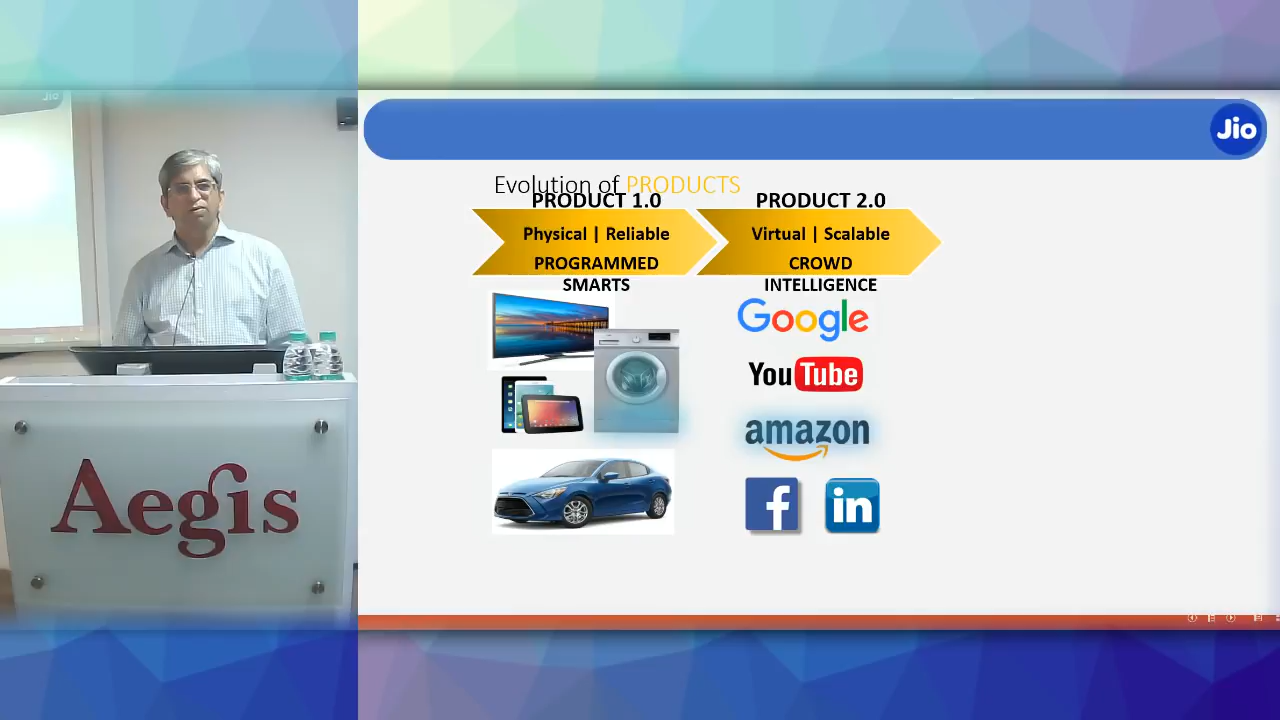 Jio
Evolution of PRODUCTS
PRODUCT 1.0
Physical | Reliable
PROGRAMMED
SMARTS
PRODUCT 2.0
Virtual | Scalable
CROWD
INTELLIGENCE
Google
YouTube
amazon
f
in
Aegis